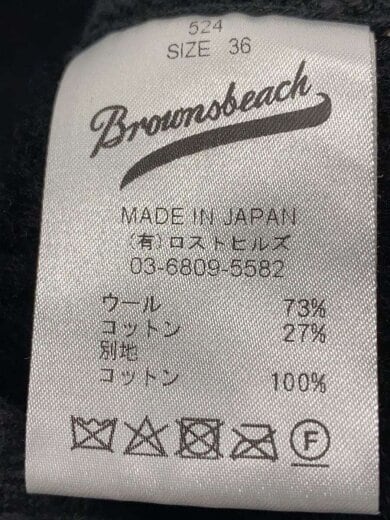 524
SIZE 36
Brownsbeach
MADE IN JAPAN
(有)ロストヒルズ
03-6809-5582
ウール 73%
コットン 27%
別地
コットン 100%
F